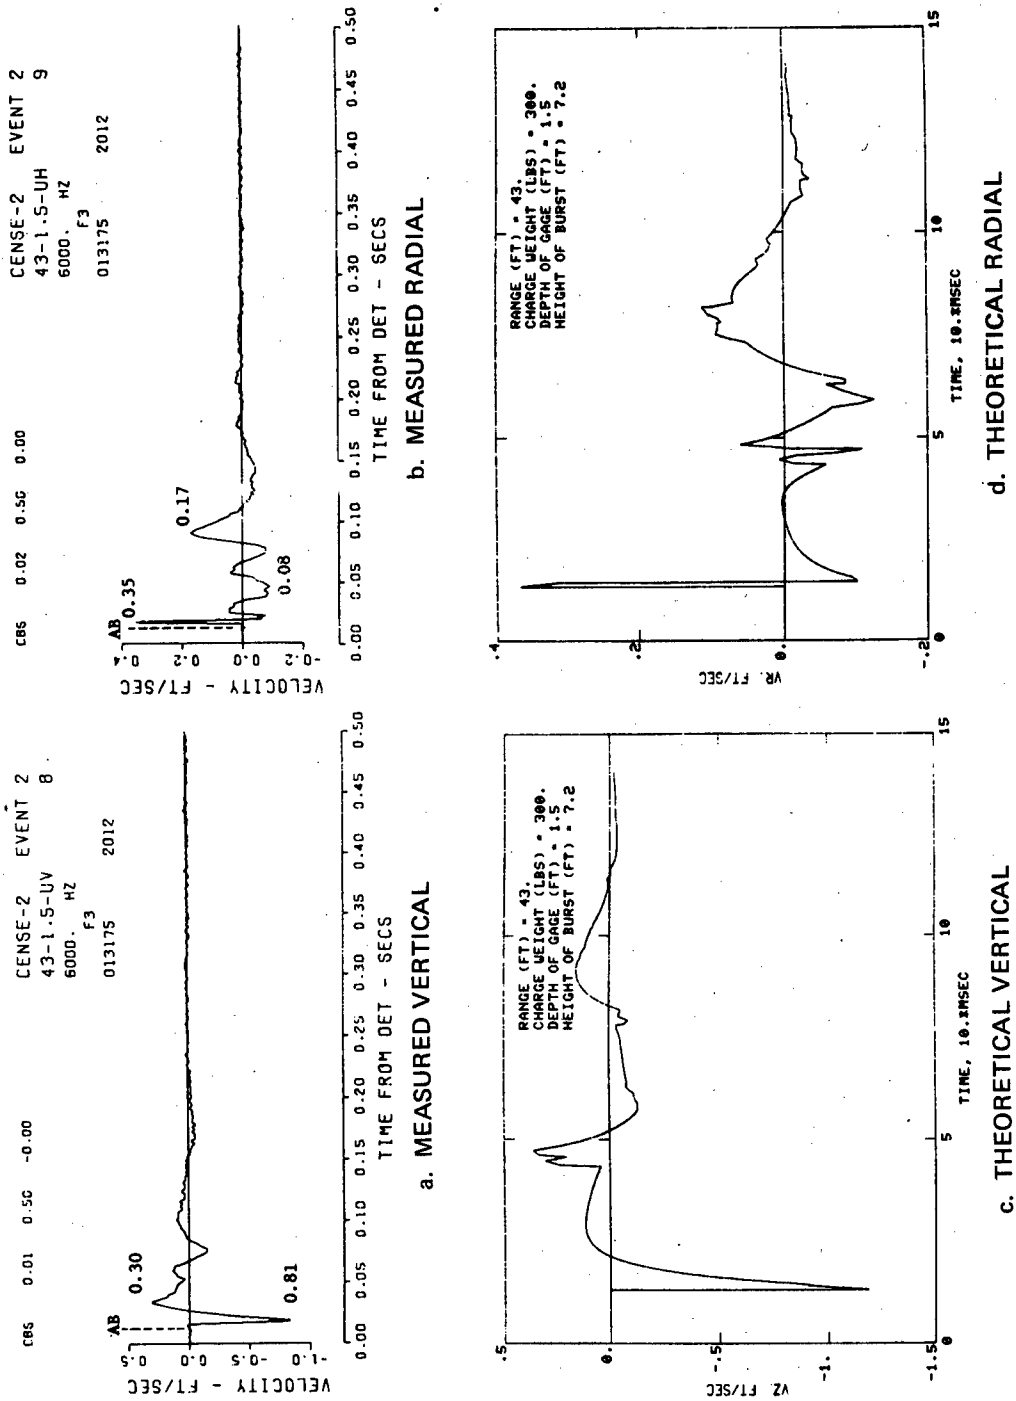 CBS 0.01 0.50 -0.00
CENSE-2 EVENT 2
43-1.5-UV 8
6000. HZ
F3
013175 2012
AB
0.30
0.81
VELOCITY - FT/SEC
0.5
0.0
-0.5
-1.0
0.00 0.05 0.10 0.15 0.20 0.25 0.30 0.35 0.40 0.45 0.50
TIME FROM DET - SECS
a. MEASURED VERTICAL
CBS 0.02 0.50 0.00
CENSE-2 EVENT 2
43-1.5-UH 9
6000. HZ
F3
013175 2012
AB
0.35
0.17
0.08
VELOCITY - FT/SEC
0.4
0.2
0.0
-0.2
0.00 0.05 0.10 0.15 0.20 0.25 0.30 0.35 0.40 0.45 0.50
TIME FROM DET - SECS
b. MEASURED RADIAL
RANGE (FT) = 43.
CHARGE WEIGHT (LBS) = 300.
DEPTH OF GAGE (FT) = 1.5
HEIGHT OF BURST (FT) = 7.2
VZ FT/SEC
.5
0.
-.5
-1.
-1.5
0 5 10 15
TIME, 10.*MSEC
c. THEORETICAL VERTICAL
RANGE (FT) = 43.
CHARGE WEIGHT (LBS) = 300.
DEPTH OF GAGE (FT) = 1.5
HEIGHT OF BURST (FT) = 7.2
VR. FT/SEC
.4
.2
0.
-.2
0 5 10 15
TIME, 10.*MSEC
d. THEORETICAL RADIAL